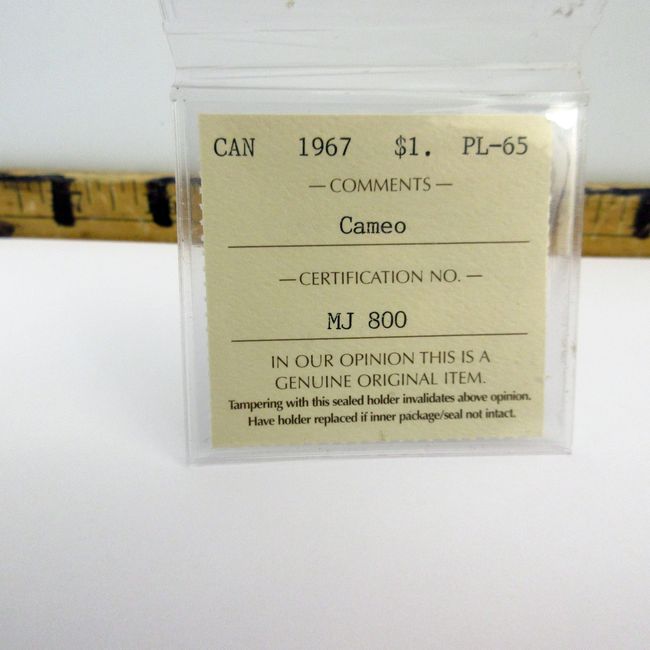 CAN 1967 $1. PL-65
— COMMENTS —
Cameo
— CERTIFICATION NO. —
MJ 800
IN OUR OPINION THIS IS A
GENUINE ORIGINAL ITEM.
Tampering with this sealed holder invalidates above opinion.
Have holder replaced if inner package/seal not intact.